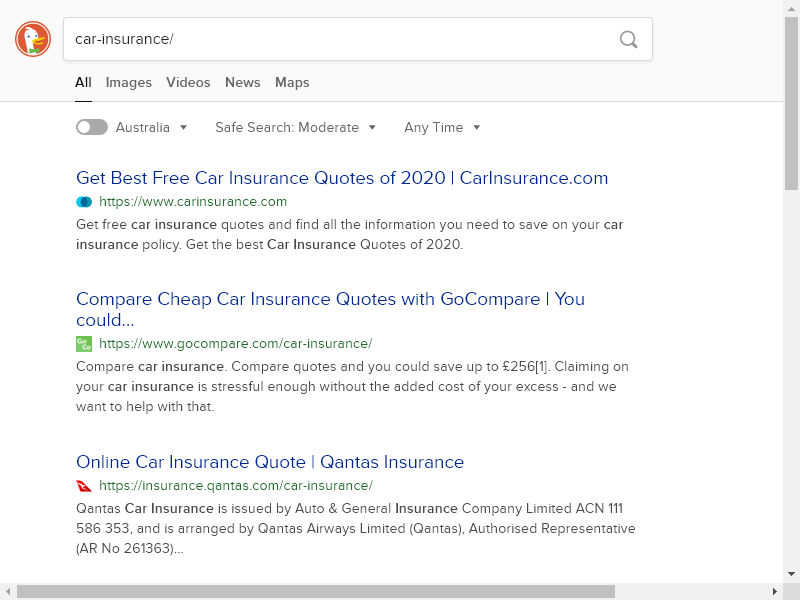 car-insurance/
All Images Videos News Maps
Australia Safe Search: Moderate Any Time
Get Best Free Car Insurance Quotes of 2020 | CarInsurance.com
https://www.carinsurance.com
Get free car insurance quotes and find all the information you need to save on your car
insurance policy. Get the best Car Insurance Quotes of 2020.
Compare Cheap Car Insurance Quotes with GoCompare | You
could...
Go
Co
https://www.gocompare.com/car-insurance/
Compare car insurance. Compare quotes and you could save up to £256[1]. Claiming on
your car insurance is stressful enough without the added cost of your excess - and we
want to help with that.
Online Car Insurance Quote | Qantas Insurance
https://insurance.qantas.com/car-insurance/
Qantas Car Insurance is issued by Auto & General Insurance Company Limited ACN 111
586 353, and is arranged by Qantas Airways Limited (Qantas), Authorised Representative
(AR No 261363)...